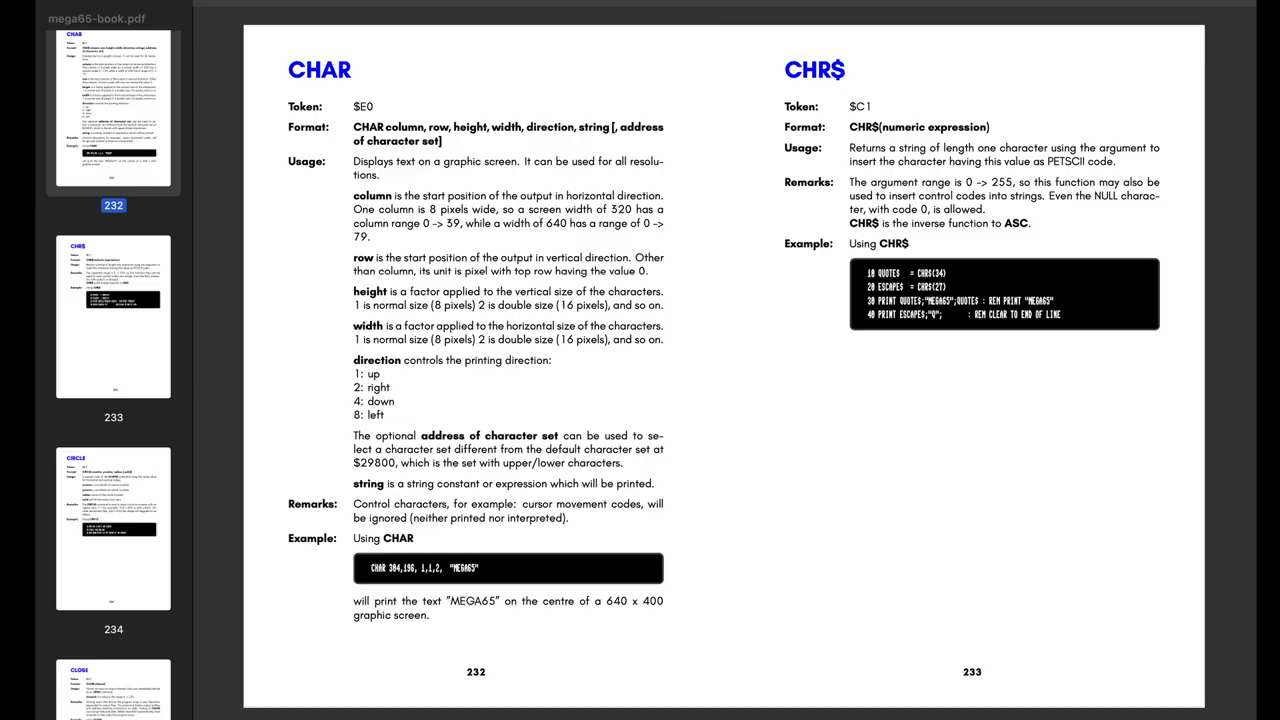 mega65-book.pdf
CHAR
232
CHR$
233
CIRCLE
234
CLOSE
CHAR
Token: $E0
Format: CHAR column, row, height, width, direction, string [, address
of character set]
Usage: Displays text on a graphic screen. It can be used for all resolu-
tions.
column is the start position of the output in horizontal direction.
One column is 8 pixels wide, so a screen width of 320 has a
column range 0 -> 39, while a width of 640 has a range of 0 ->
79.
row is the start position of the output in vertical direction. Other
than column, its unit is pixel with top row having the value 0.
height is a factor applied to the vertical size of the characters.
1 is normal size (8 pixels) 2 is double size (16 pixels), and so on.
width is a factor applied to the horizontal size of the characters.
1 is normal size (8 pixels) 2 is double size (16 pixels), and so on.
direction controls the printing direction:
1: up
2: right
4: down
8: left
The optional address of character set can be used to se-
lect a character set different from the default character set at
$29800, which is the set with upper/lower characters.
string is a string constant or expression which will be printed.
Remarks: Control characters, for example: cursor movement codes, will
be ignored (neither printed nor interpreted).
Example: Using CHAR
CHAR 304,196, 1,1,2, "MEGA65"
will print the text "MEGA65" on the centre of a 640 x 400
graphic screen.
232
CHR$
Token: $C1
Format: CHR$(numeric expression)
Usage: Returns a string of length one character using the argument to
insert the character having this value as PETSCII code.
Remarks: The argument range is 0 -> 255, so this function may also be
used to insert control codes into strings. Even the NULL charac-
ter, with code 0, is allowed.
CHR$ is the inverse function to ASC.
Example: Using CHR$
10 QUOTE$ = CHR$(34)
20 ESCAPE$ = CHR$(27)
30 PRINT QUOTE$;"MEGA65";QUOTE$ : REM PRINT "MEGA65"
40 PRINT ESCAPE$;"Q"; : REM CLEAR TO END OF LINE
233